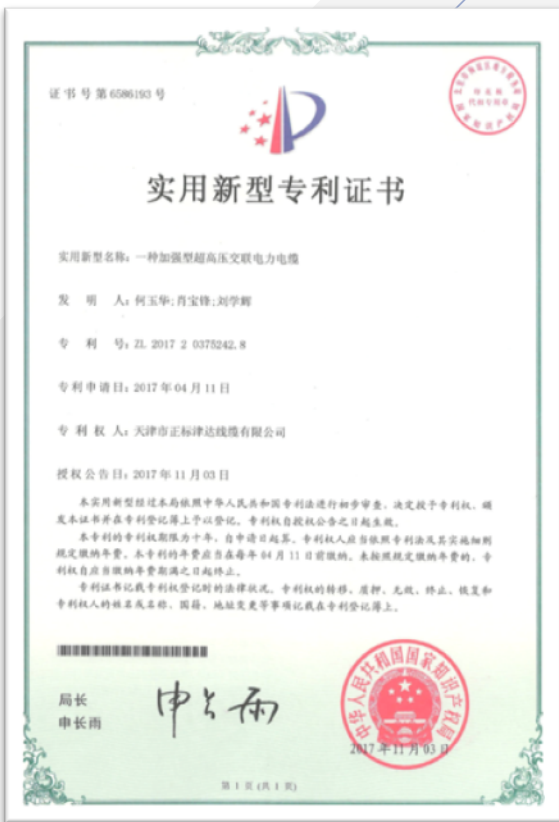 证书号第6586193号
实用新型专利证书
实用新型名称：一种加强型超高压交联电力电缆
发 明 人：何玉华;肖宝锋;刘学辉
专 利 号：ZL 2017 2 0375242.8
专利申请日：2017年04月11日
专 利 权 人：天津市正标津达线缆有限公司
授权公告日：2017年11月03日
本实用新型经过本局依照中华人民共和国专利法进行初步审查，决定授予专利权，颁
发本证书并在专利登记簿上予以登记。专利权自授权公告之日起生效。
本专利的专利权期限为十年，自申请日起算。专利权人应当依照专利法及其实施细则
规定缴纳年费。本专利的年费应当在每年04月11日前缴纳。未按照规定缴纳年费的，专
利权自应当缴纳年费期满之日起终止。
专利证书记载专利权登记时的法律状况。专利权的转移、质押、无效、终止、恢复和
专利权人的姓名或名称、国籍、地址变更等事项记载在专利登记簿上。
局长
申长雨
申长雨
中华人民共和国国家知识产权局
2017年11月03日
第1页(共1页)